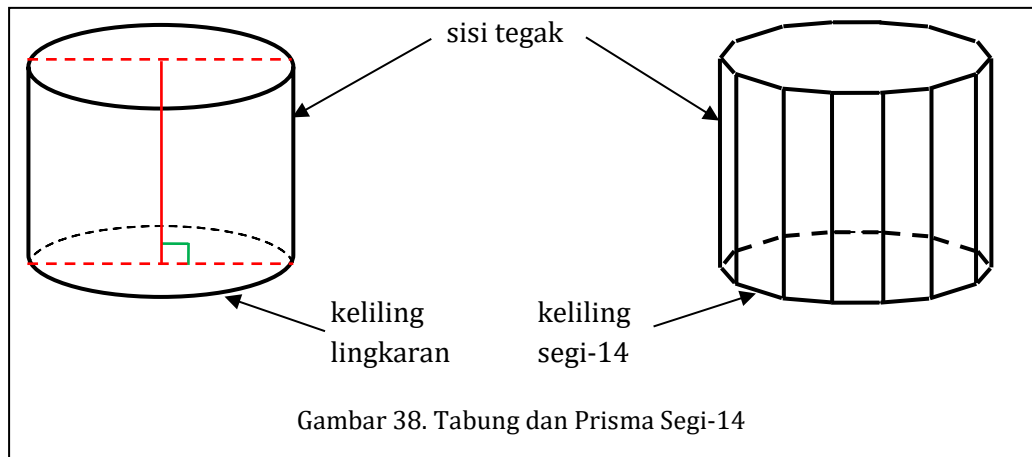 sisi tegak
keliling
lingkaran
keliling
segi-14
Gambar 38. Tabung dan Prisma Segi-14